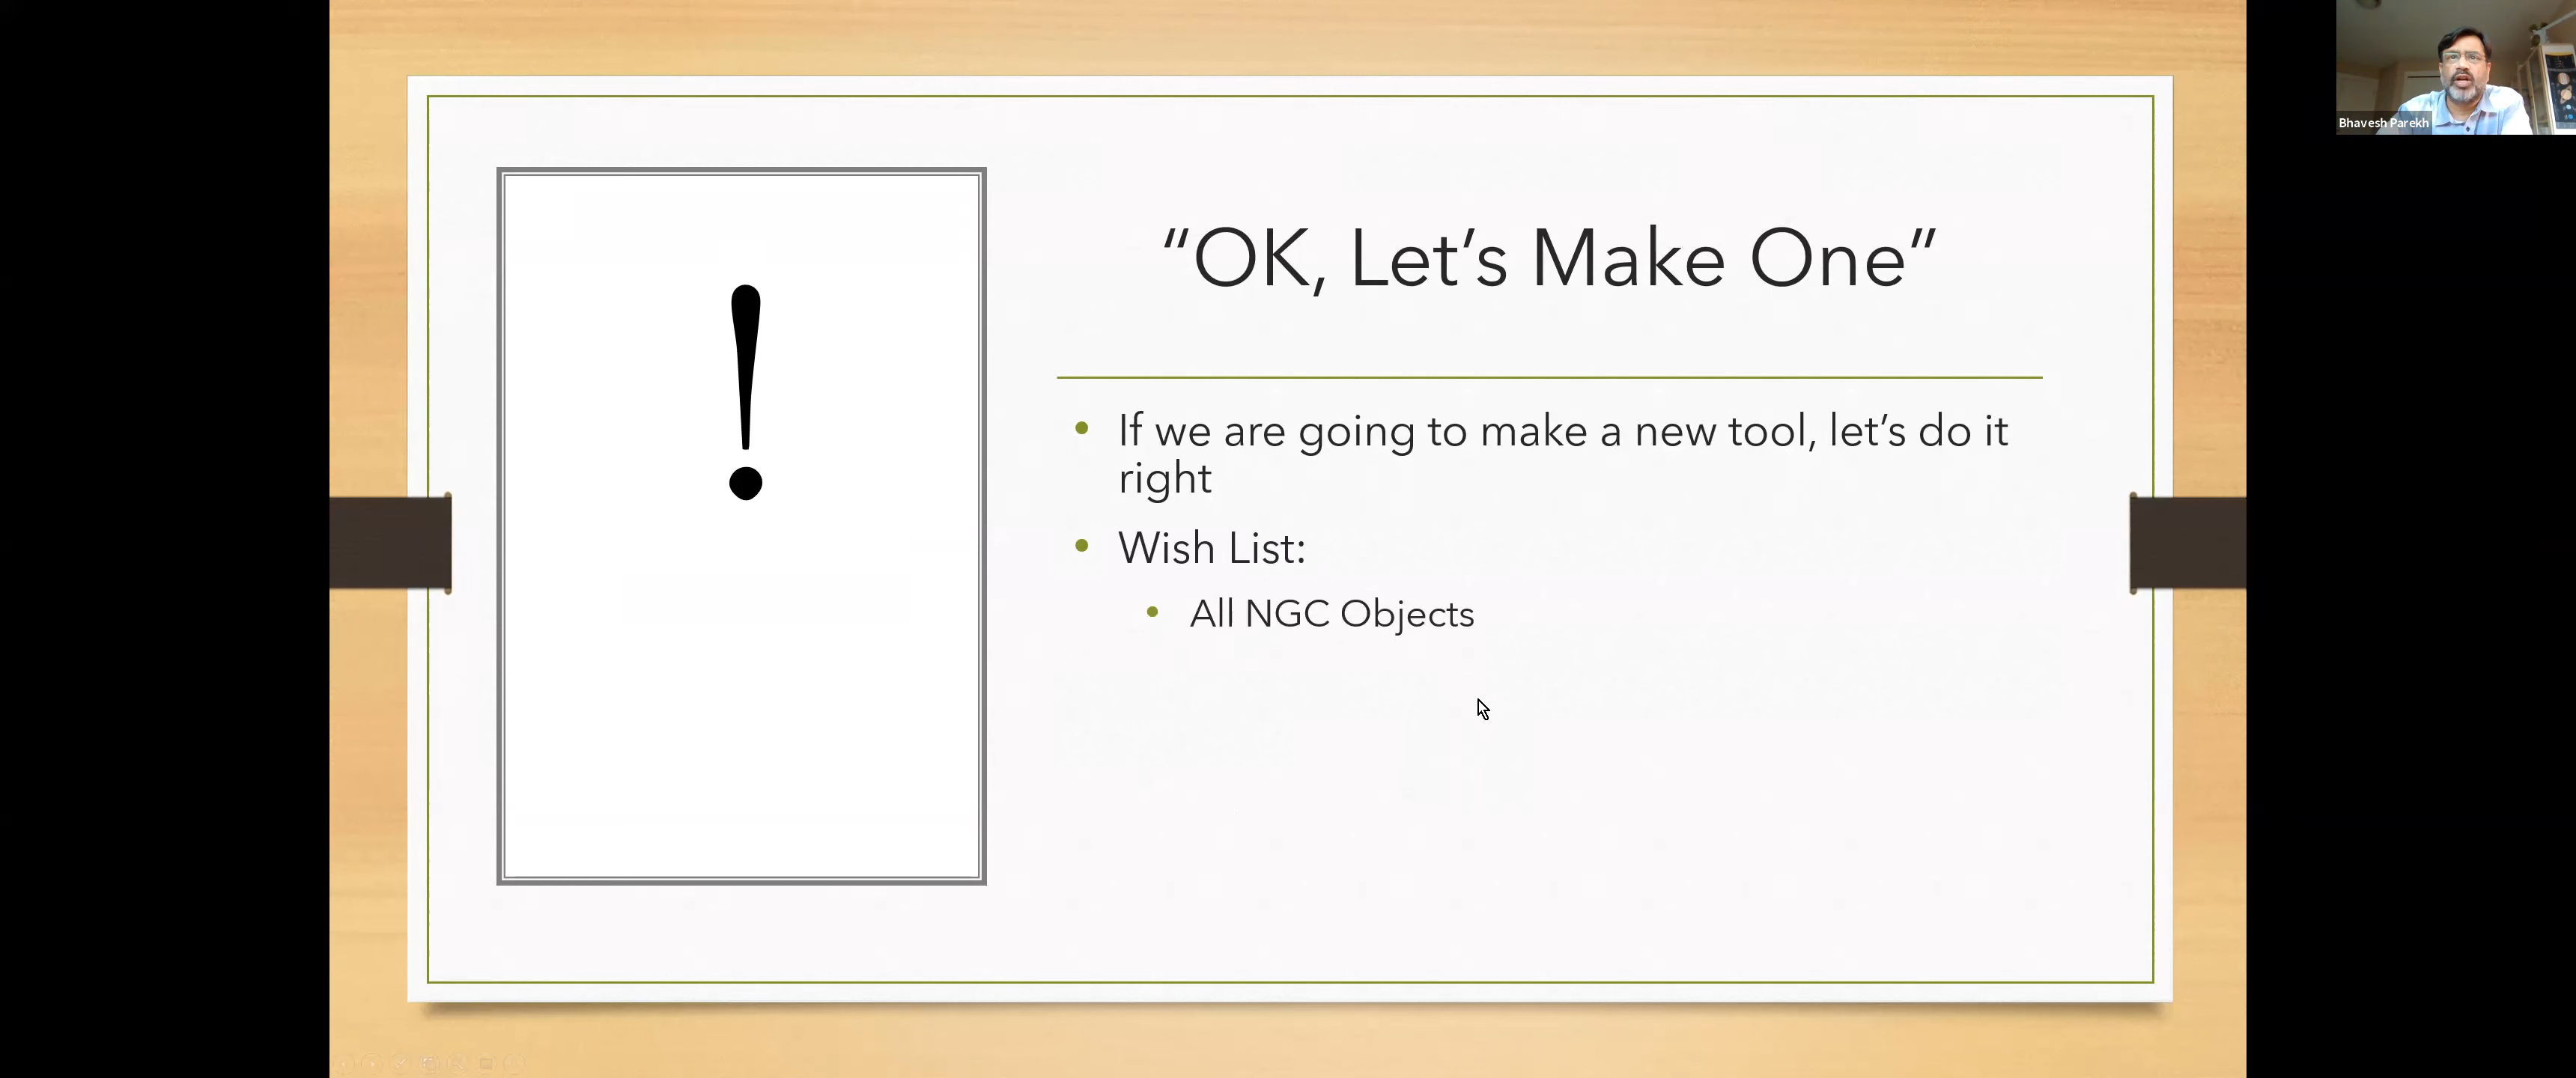 !
“OK, Let’s Make One”
• If we are going to make a new tool, let’s do it
right
• Wish List:
• All NGC Objects
Bhavesh Parekh